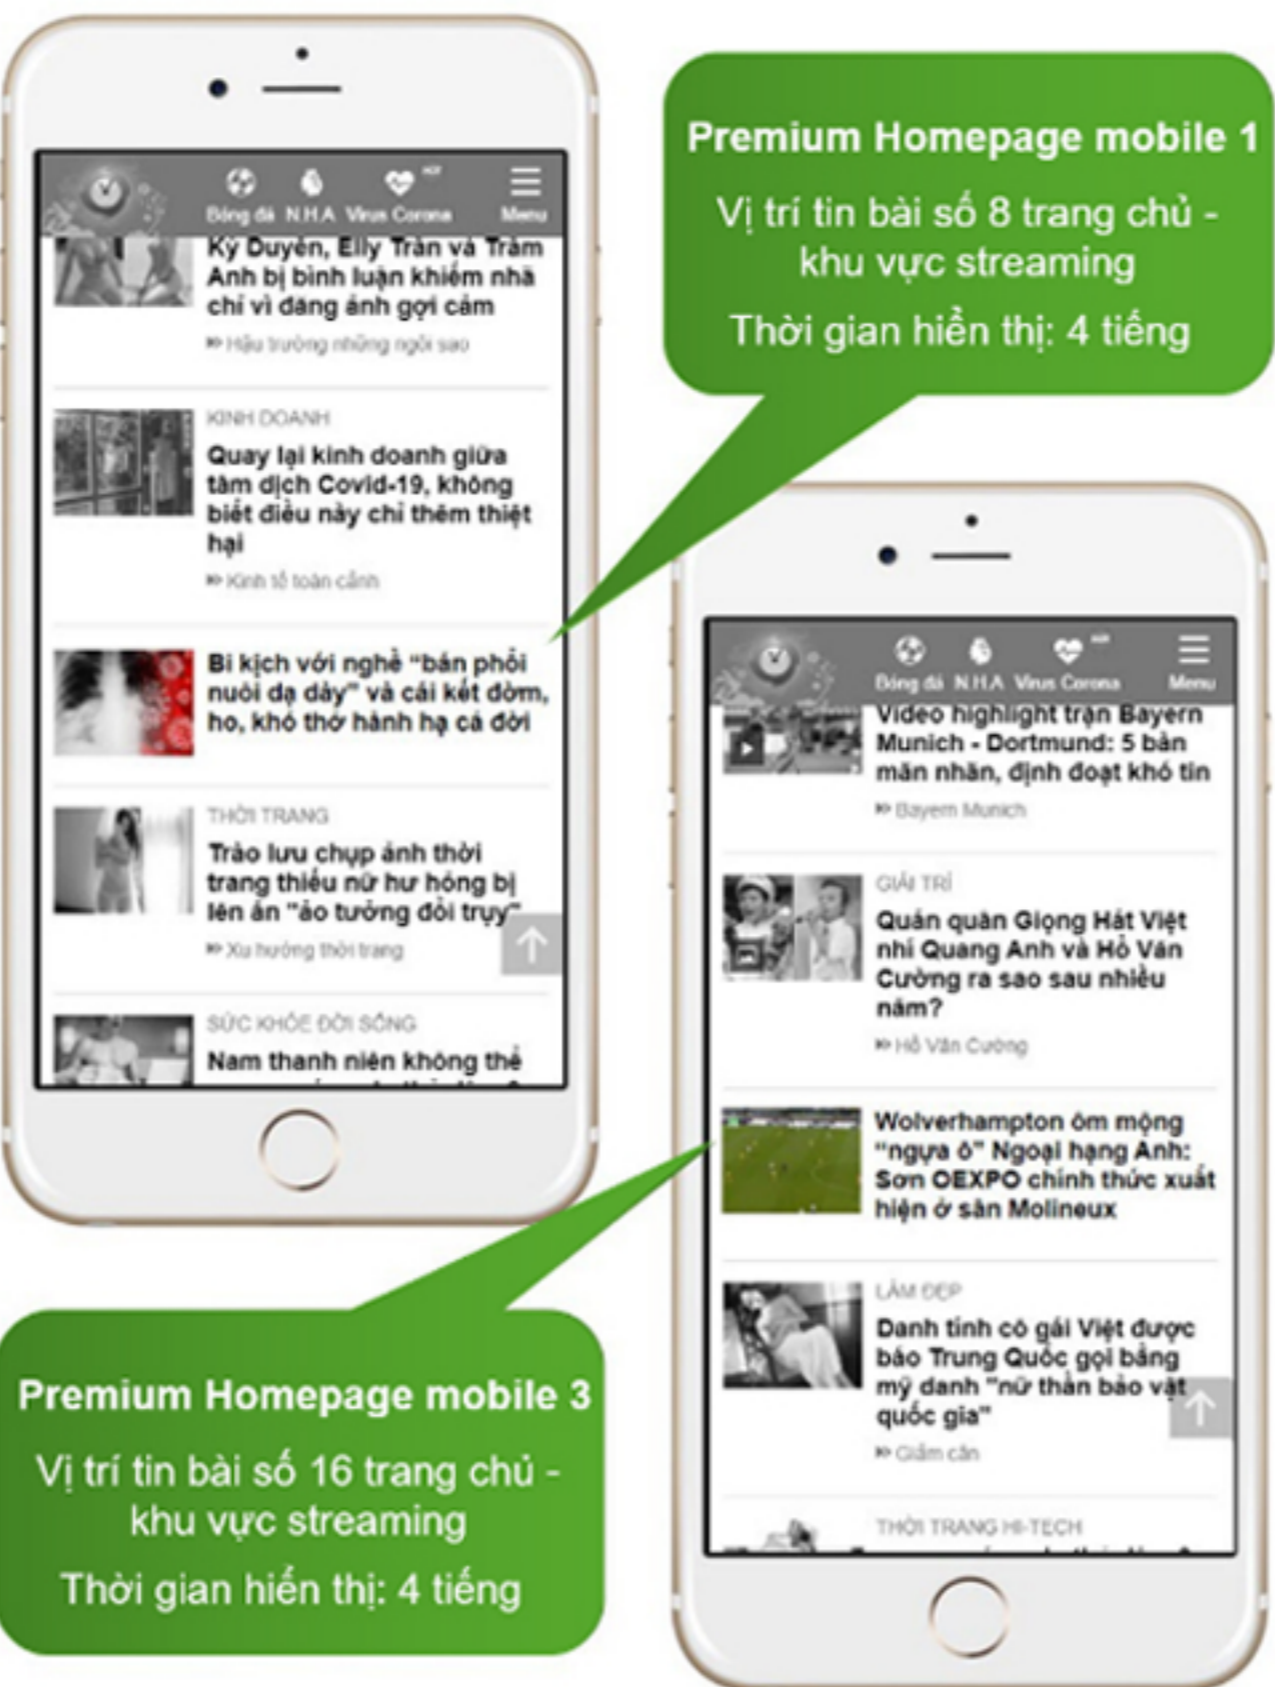 Bóng đá N.H.A Virus Corona Menu
Kỳ Duyên, Elly Trần và Trâm
Anh bị bình luận khiếm nhã
chỉ vì đăng ảnh gợi cảm
Hậu trường những ngôi sao
KINH DOANH
Quay lại kinh doanh giữa
tâm dịch Covid-19, không
biết điều này chỉ thêm thiệt
hại
Kinh tế toàn cảnh
Bi kịch với nghề “bán phổi
nuôi dạ dày” và cái kết đờm,
ho, khó thở hành hạ cả đời
THỜI TRANG
Trào lưu chụp ảnh thời
trang thiếu nữ hư hỏng bị
lên án "ảo tưởng đồi trụy"
Xu hướng thời trang
SỨC KHỎE ĐỜI SỐNG
Nam thanh niên không thể
Premium Homepage mobile 1
Vị trí tin bài số 8 trang chủ -
khu vực streaming
Thời gian hiển thị: 4 tiếng
Bóng đá N.H.A Virus Corona Menu
Video highlight trận Bayern
Munich - Dortmund: 5 bàn
mãn nhãn, định đoạt khó tin
Bayern Munich
GIẢI TRÍ
Quán quân Giọng Hát Việt
nhí Quang Anh và Hồ Văn
Cường ra sao sau nhiều
năm?
Hồ Văn Cường
Wolverhampton ôm mộng
“ngựa ô” Ngoại hạng Anh:
Sơn OEXPO chính thức xuất
hiện ở sân Molineux
LÀM ĐẸP
Danh tính cô gái Việt được
báo Trung Quốc gọi bằng
mỹ danh "nữ thần bảo vật
quốc gia"
Giảm cân
THỜI TRANG HI-TECH
Premium Homepage mobile 3
Vị trí tin bài số 16 trang chủ -
khu vực streaming
Thời gian hiển thị: 4 tiếng